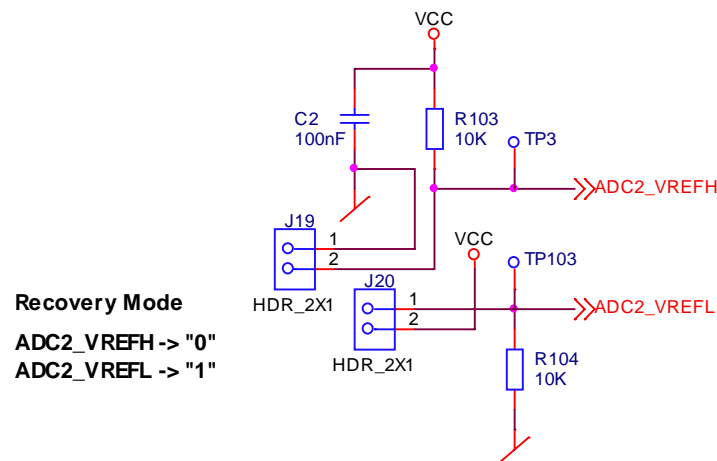 VCC
C2
100nF
R103
10K
TP3
ADC2_VREFH
J19
1
2
HDR_2X1
VCC
TP103
J20
1
2
HDR_2X1
ADC2_VREFL
R104
10K
Recovery Mode
ADC2_VREFH -> "0"
ADC2_VREFL -> "1"